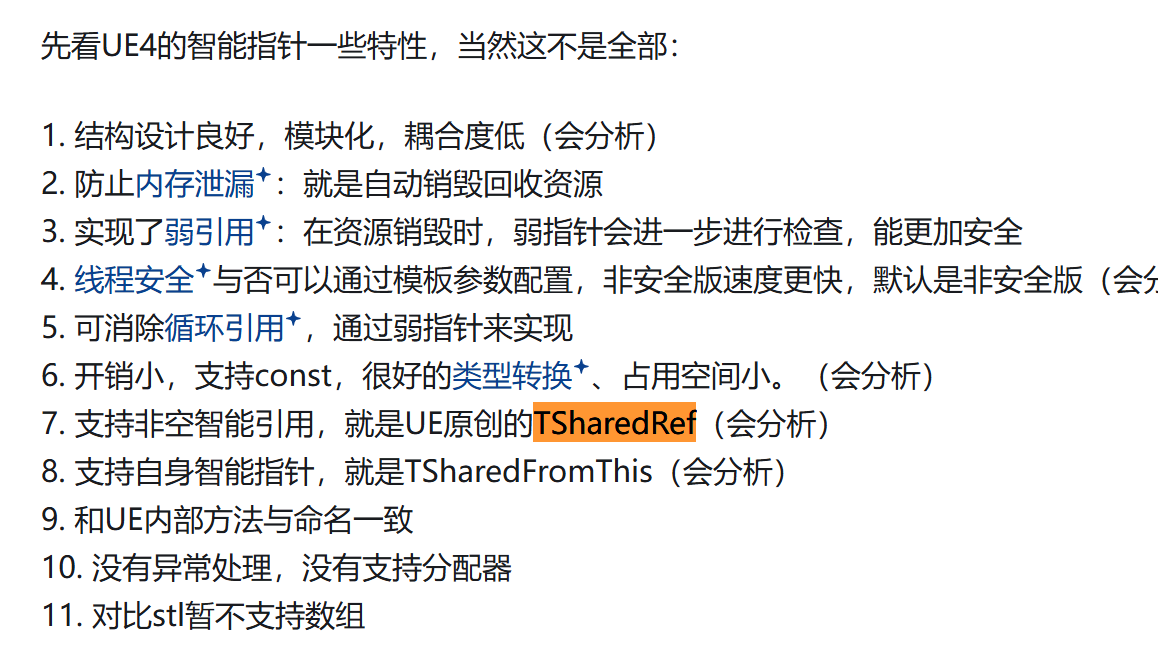 先看UE4的智能指针一些特性，当然这不是全部：
1. 结构设计良好，模块化，耦合度低（会分析）
2. 防止内存泄漏：就是自动销毁回收资源
3. 实现了弱引用：在资源销毁时，弱指针会进一步进行检查，能更加安全
4. 线程安全与否可以通过模板参数配置，非安全版速度更快，默认是非安全版（会分
5. 可消除循环引用，通过弱指针来实现
6. 开销小，支持const，很好的类型转换、占用空间小。（会分析）
7. 支持非空智能引用，就是UE原创的TSharedRef（会分析）
8. 支持自身智能指针，就是TSharedFromThis（会分析）
9. 和UE内部方法与命名一致
10. 没有异常处理，没有支持分配器
11. 对比stl暂不支持数组